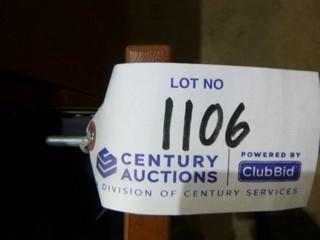 LOT NO
1106
CENTURY AUCTIONS
POWERED BY ClubBid
DIVISION OF CENTURY SERVICES